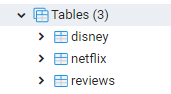 Tables (3)
disney
netflix
reviews